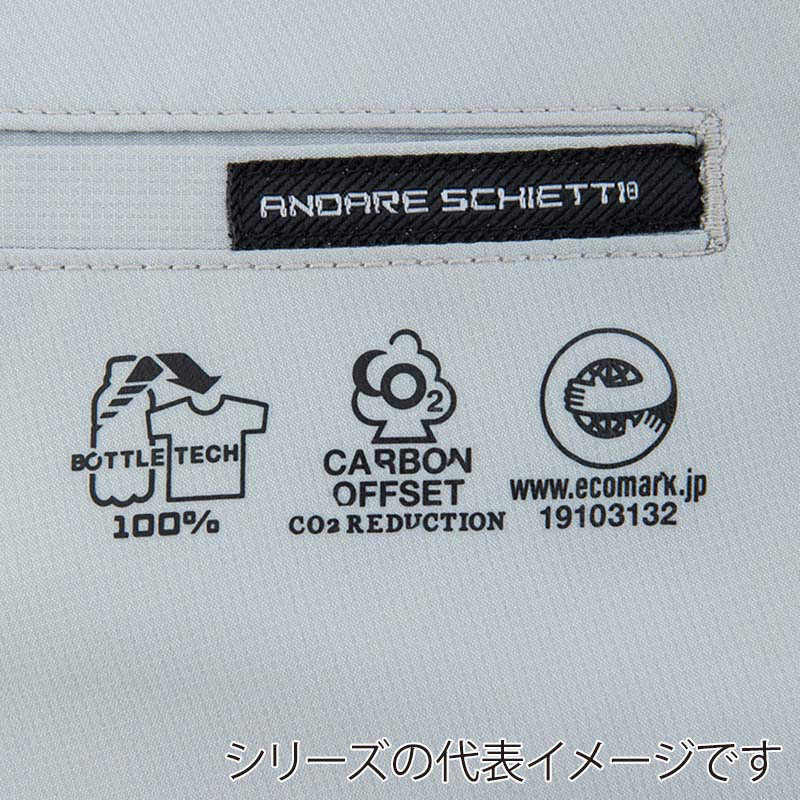 ANDARE SCHIETTI®
BOTTLE TECH
100%
CO2
CARBON
OFFSET
CO2 REDUCTION
www.ecomark.jp
19103132
シリーズの代表イメージです